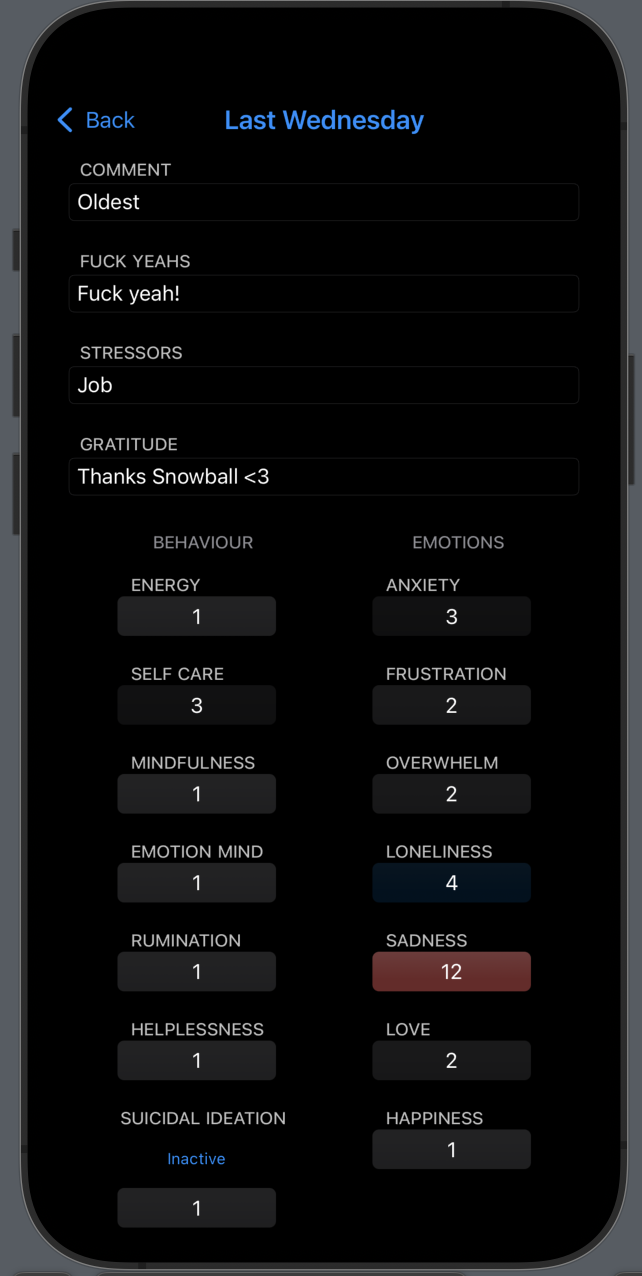 Back
Last Wednesday
COMMENT
Oldest
FUCK YEAHS
Fuck yeah!
STRESSORS
Job
GRATITUDE
Thanks Snowball <3
BEHAVIOUR
ENERGY
1
SELF CARE
3
MINDFULNESS
1
EMOTION MIND
1
RUMINATION
1
HELPLESSNESS
1
SUICIDAL IDEATION
Inactive
1
EMOTIONS
ANXIETY
3
FRUSTRATION
2
OVERWHELM
2
LONELINESS
4
SADNESS
12
LOVE
2
HAPPINESS
1